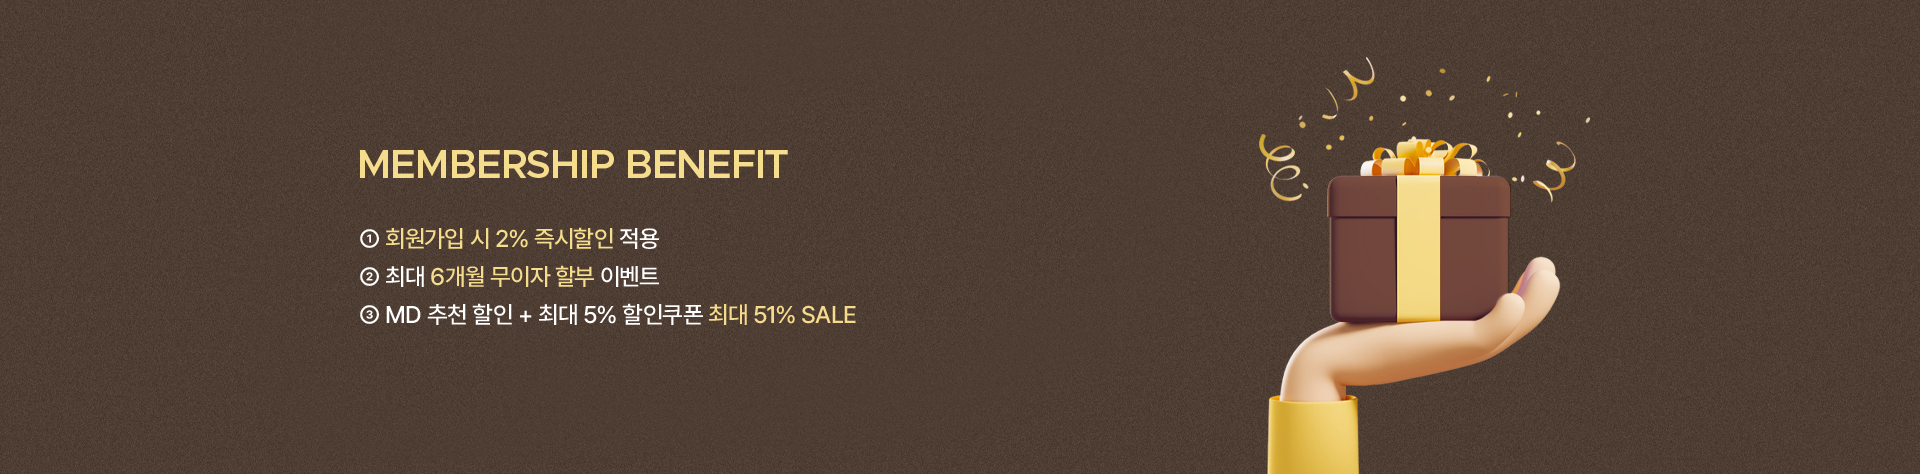 MEMBERSHIP BENEFIT
① 회원가입 시 2% 즉시할인 적용
② 최대 6개월 무이자 할부 이벤트
③ MD 추천 할인 + 최대 5% 할인쿠폰 최대 51% SALE